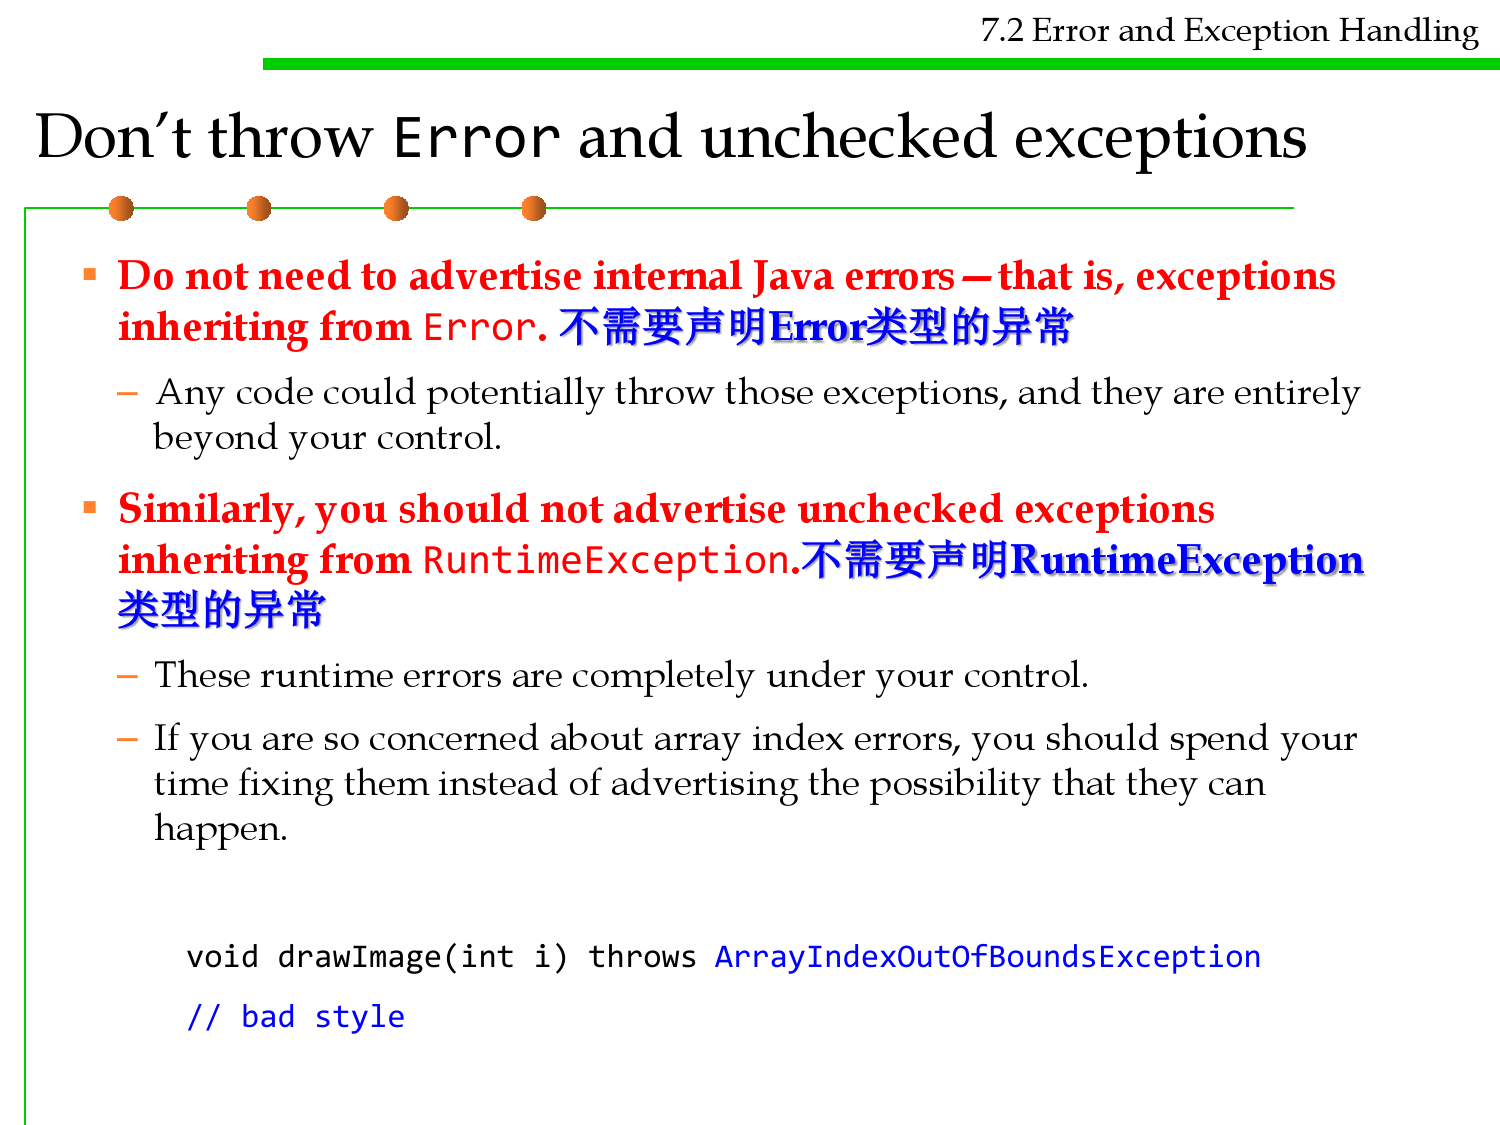 7.2 Error and Exception Handling
Don’t throw Error and unchecked exceptions
▪ Do not need to advertise internal Java errors—that is, exceptions
inheriting from Error. 不需要声明Error类型的异常
– Any code could potentially throw those exceptions, and they are entirely
beyond your control.
▪ Similarly, you should not advertise unchecked exceptions
inheriting from RuntimeException.不需要声明RuntimeException
类型的异常
– These runtime errors are completely under your control.
– If you are so concerned about array index errors, you should spend your
time fixing them instead of advertising the possibility that they can
happen.
void drawImage(int i) throws ArrayIndexOutOfBoundsException
// bad style